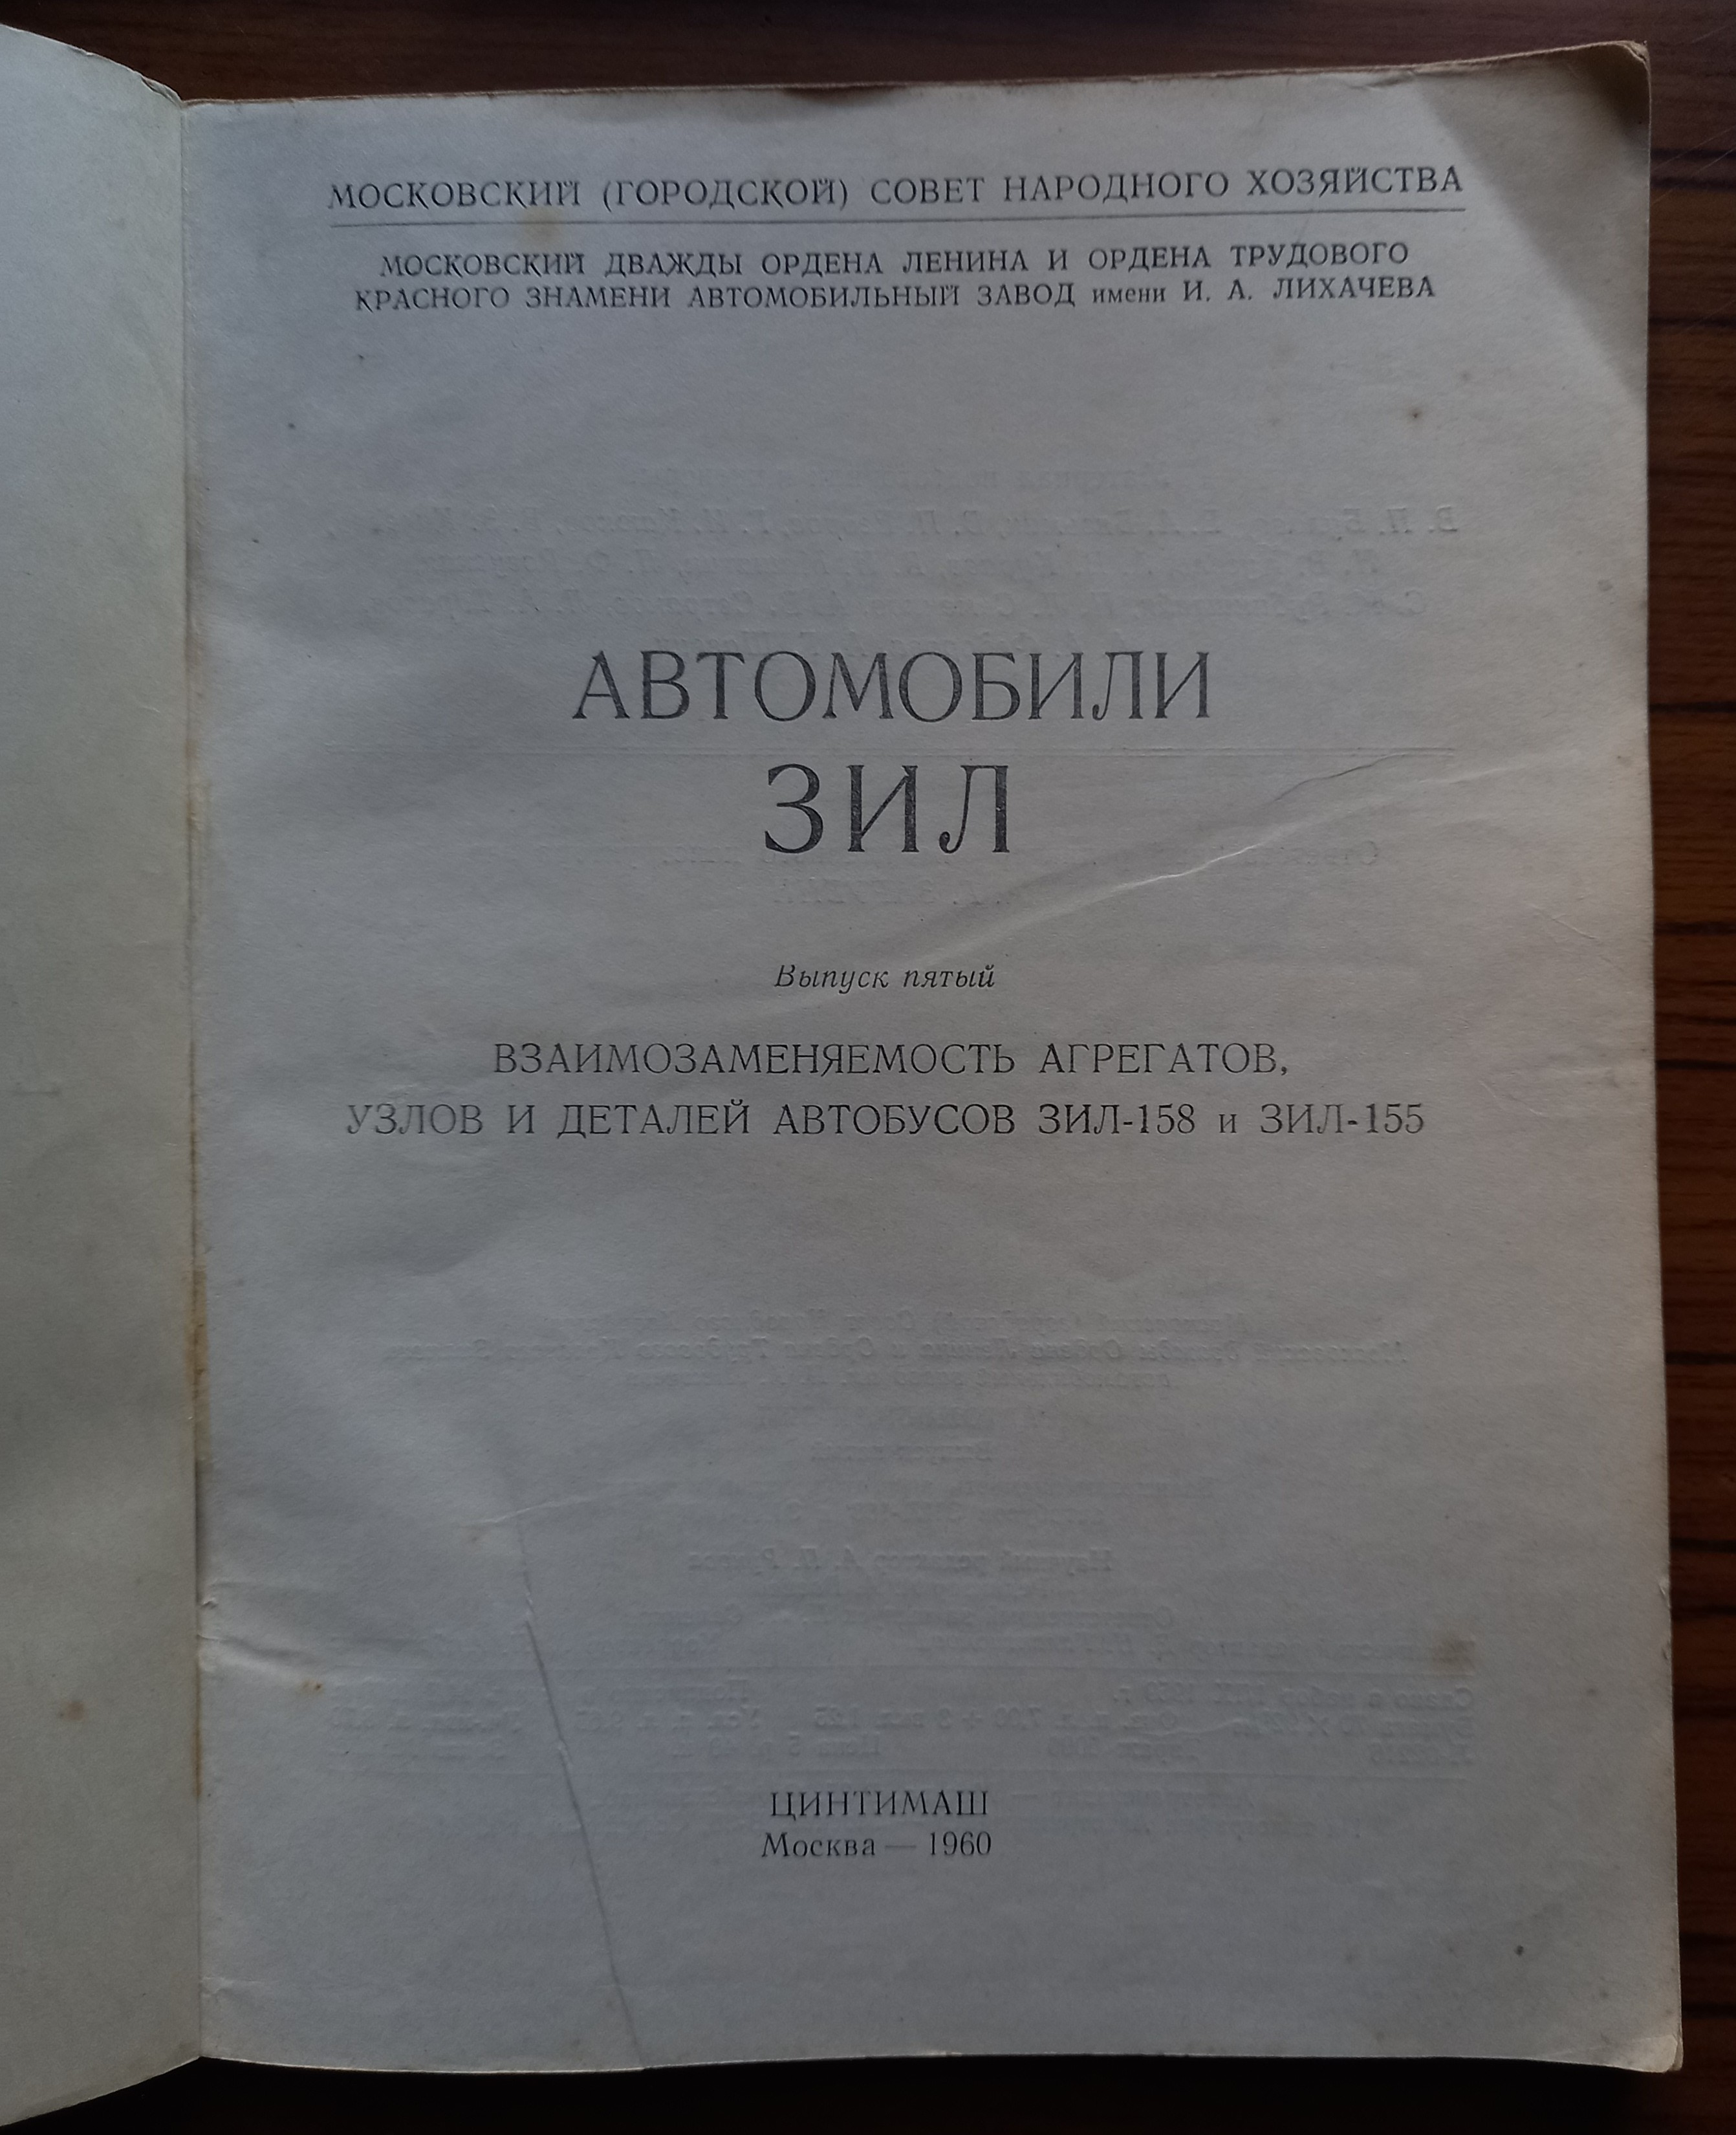 МОСКОВСКИЙ (ГОРОДСКОЙ) СОВЕТ НАРОДНОГО ХОЗЯЙСТВА
МОСКОВСКИЙ ДВАЖДЫ ОРДЕНА ЛЕНИНА И ОРДЕНА ТРУДОВОГО
КРАСНОГО ЗНАМЕНИ АВТОМОБИЛЬНЫЙ ЗАВОД имени И. А. ЛИХАЧЕВА
АВТОМОБИЛИ
ЗИЛ
Выпуск пятый
ВЗАИМОЗАМЕНЯЕМОСТЬ АГРЕГАТОВ,
УЗЛОВ И ДЕТАЛЕЙ АВТОБУСОВ ЗИЛ-158 и ЗИЛ-155
ЦИНТИМАШ
Москва — 1960